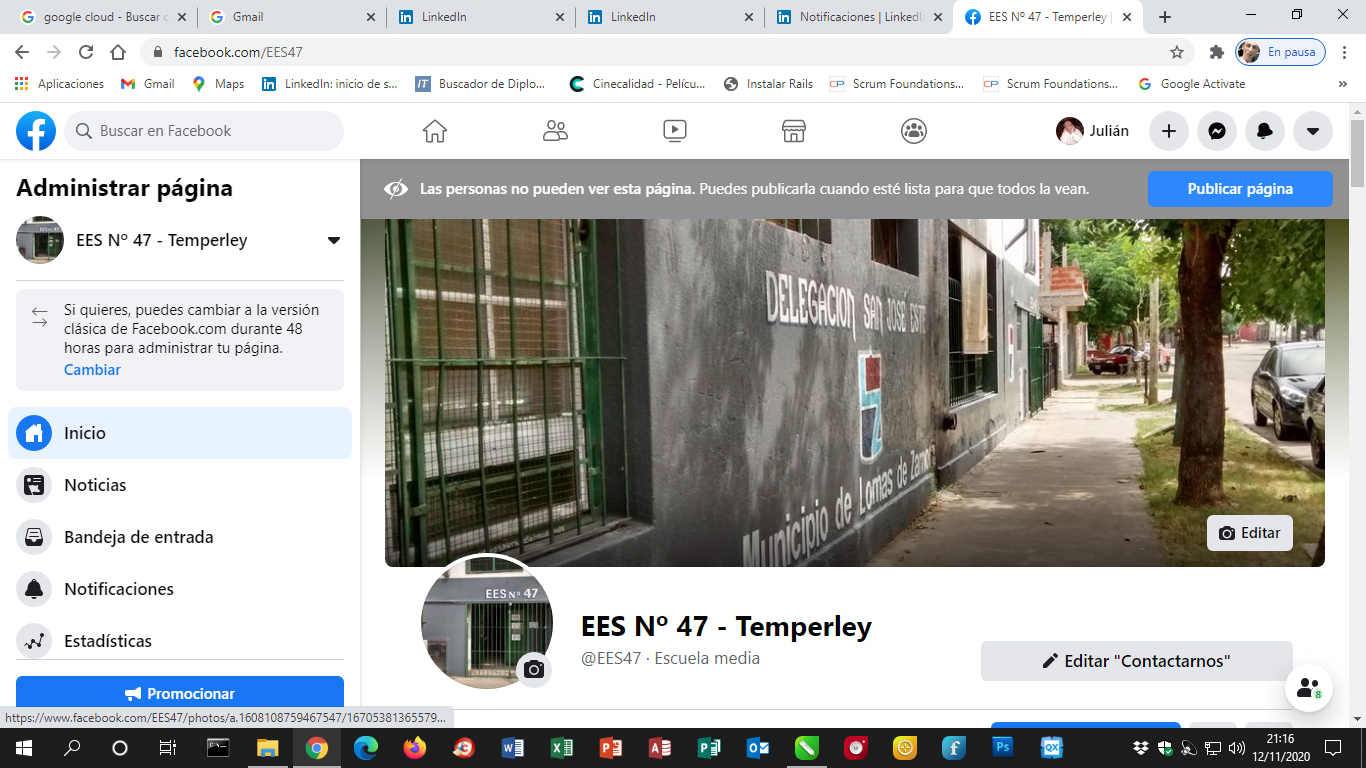 google cloud - Buscar c
Gmail
LinkedIn
LinkedIn
Notificaciones | LinkedIn
EES Nº 47 - Temperley |
facebook.com/EES47
En pausa
Aplicaciones
Gmail
Maps
LinkedIn: inicio de s...
IT
Buscador de Diplo...
Cinecalidad - Pelícu...
Instalar Rails
CP
Scrum Foundations...
CP
Scrum Foundations...
Google Activate
»
Buscar en Facebook
Julián
Administrar página
EES Nº 47 - Temperley
Si quieres, puedes cambiar a la versión
clásica de Facebook.com durante 48
horas para administrar tu página.
Cambiar
Inicio
Noticias
Bandeja de entrada
Notificaciones
Estadísticas
Promocionar
Las personas no pueden ver esta página. Puedes publicarla cuando esté lista para que todos la vean.
Publicar página
DELEGACION SAN JOSÉ ESTE
Municipio de Lomas de Zamora
Editar
EES Nº 47
EES Nº 47 - Temperley
@EES47 · Escuela media
Editar "Contactarnos"
8
https://www.facebook.com/EES47/photos/a.1608108759467547/16705381365579...
21:16
12/11/2020